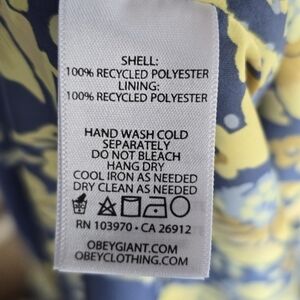 SHELL:
100% RECYCLED POLYESTER
LINING:
100% RECYCLED POLYESTER
HAND WASH COLD
SEPARATELY
DO NOT BLEACH
HANG DRY
COOL IRON AS NEEDED
DRY CLEAN AS NEEDED
RN 103970 • CA 26912
OBEYGIANT.COM
OBEYCLOTHING.COM